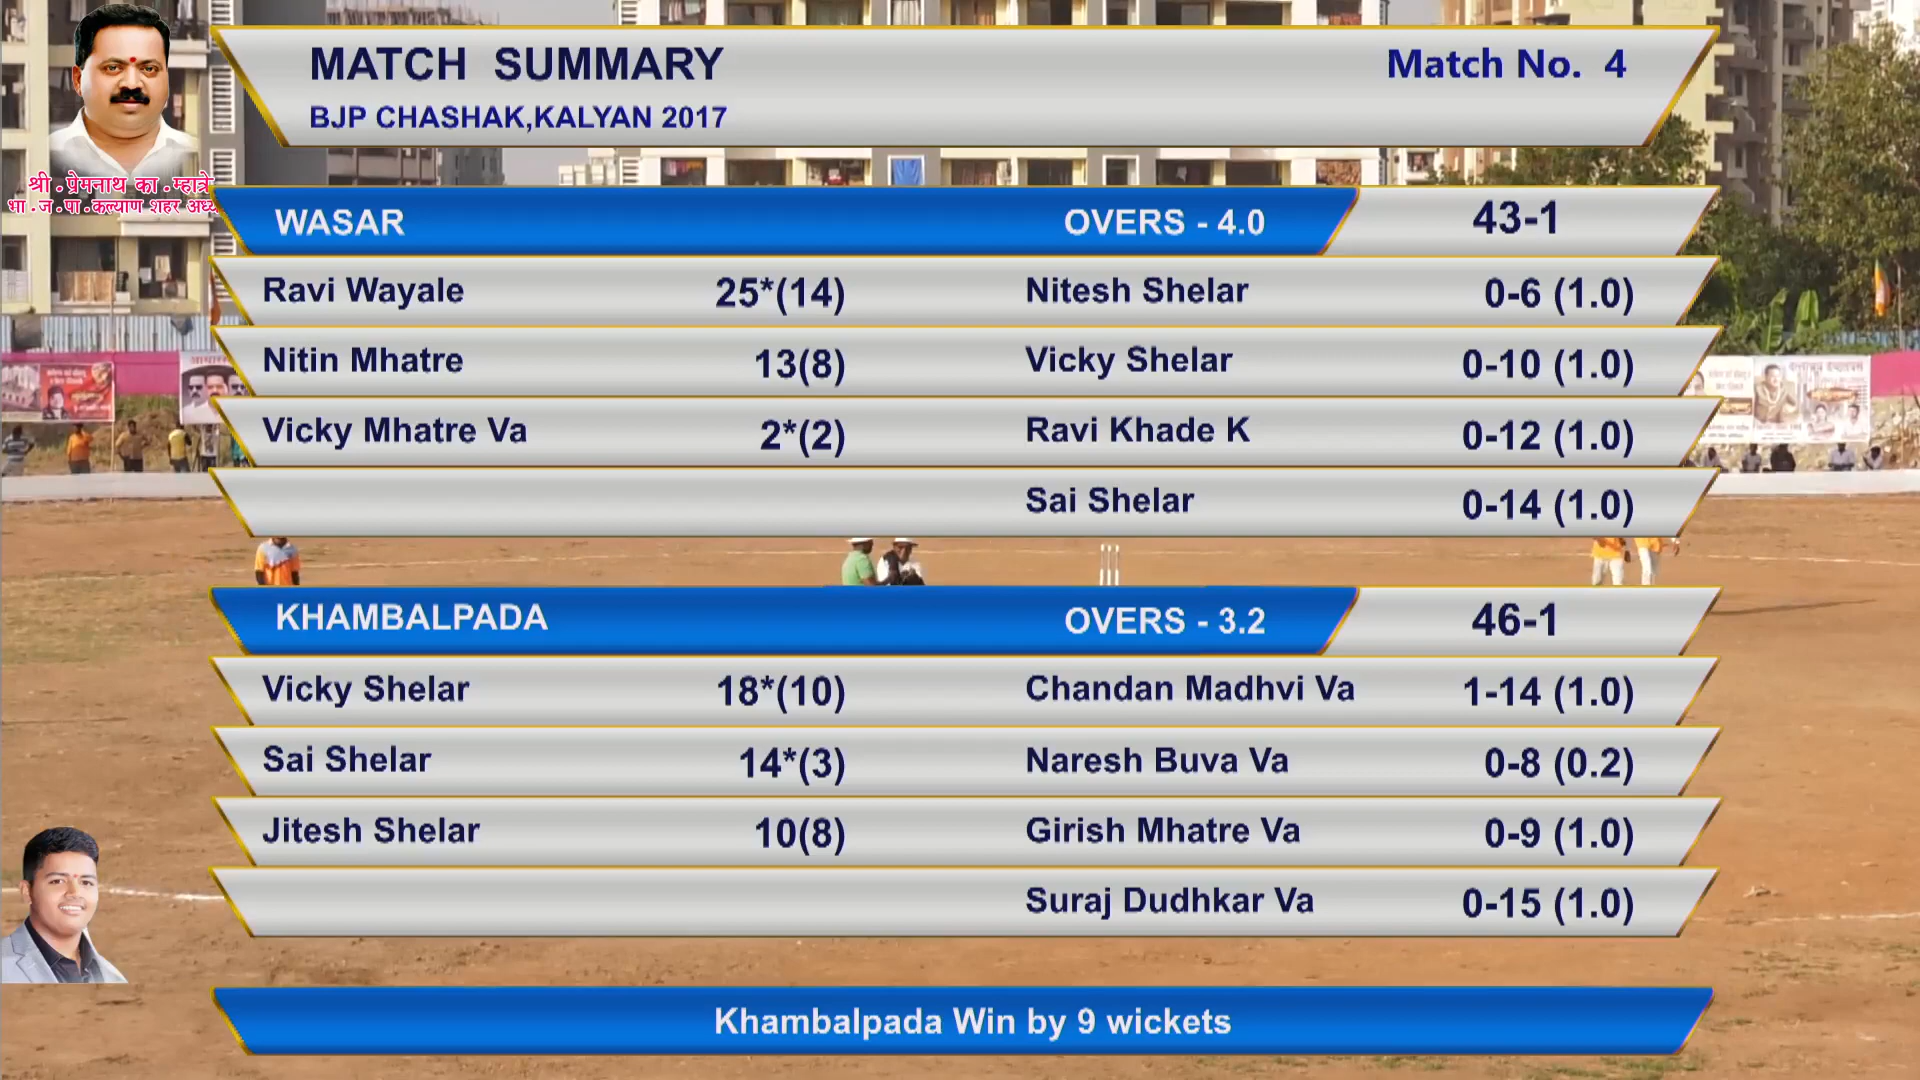 MATCH SUMMARY
Match No. 4
BJP CHASHAK,KALYAN 2017
श्री . प्रेमनाथ का . म्हात्रे
भा . ज . पा . कल्याण शहर अध्य
WASAR OVERS - 4.0 43-1
Ravi Wayale 25*(14) Nitesh Shelar 0-6 (1.0)
Nitin Mhatre 13(8) Vicky Shelar 0-10 (1.0)
Vicky Mhatre Va 2*(2) Ravi Khade K 0-12 (1.0)
Sai Shelar 0-14 (1.0)
KHAMBALPADA OVERS - 3.2 46-1
Vicky Shelar 18*(10) Chandan Madhvi Va 1-14 (1.0)
Sai Shelar 14*(3) Naresh Buva Va 0-8 (0.2)
Jitesh Shelar 10(8) Girish Mhatre Va 0-9 (1.0)
Suraj Dudhkar Va 0-15 (1.0)
Khambalpada Win by 9 wickets